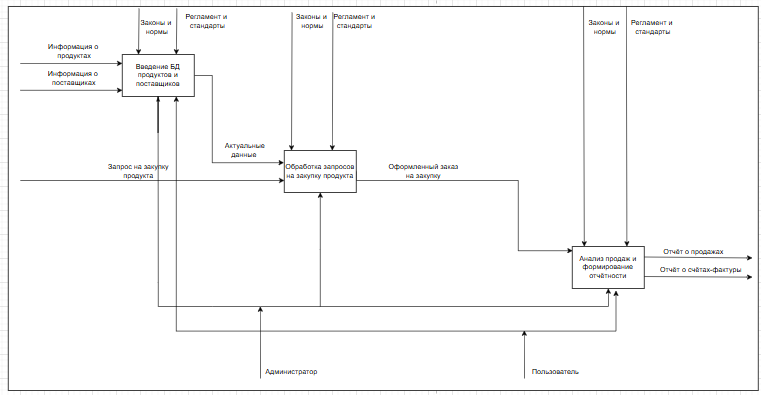 Законы и
нормы
Регламент и
стандарты
Законы и
нормы
Регламент и
стандарты
Законы и
нормы
Регламент и
стандарты
Информация о
продуктах
Информация о
поставщиках
Введение БД
продуктов и
поставщиков
Актуальные
данные
Запрос на закупку
продукта
Обработка запросов
на закупку продукта
Оформленный заказ
на закупку
Анализ продаж и
формирование
отчётности
Отчёт о продажах
Отчёт о счётах-фактуры
Администратор
Пользователь